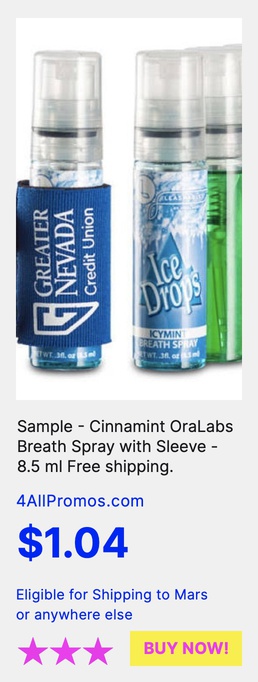 GREATER
NEVADA
Credit Union
Ice
Drops
ICYMINT
BREATH SPRAY
Sample - Cinnamint OraLabs
Breath Spray with Sleeve -
8.5 ml Free shipping.
4AllPromos.com
$1.04
Eligible for Shipping to Mars
or anywhere else
BUY NOW!